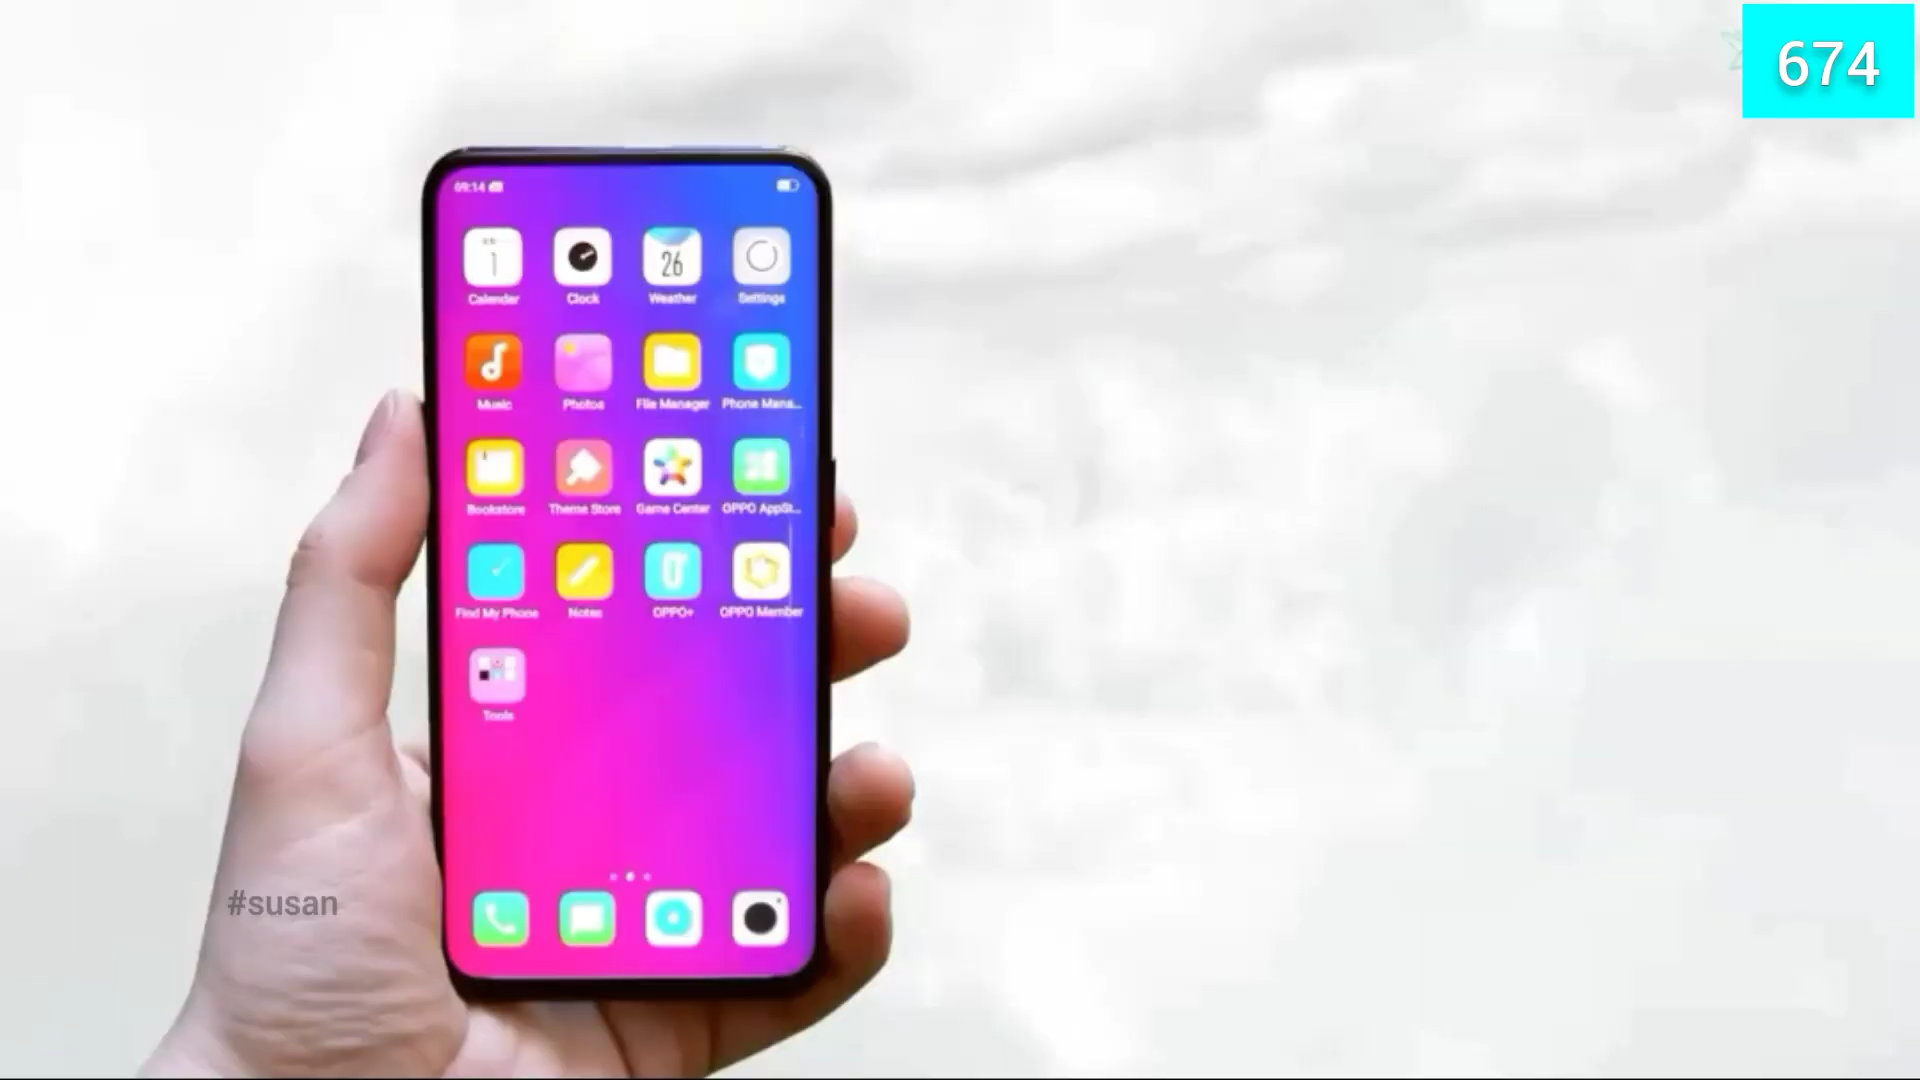 674
09:14
1
26
Calendar
Clock
Weather
Settings
Music
Photos
File Manager
Phone Mana...
Bookstore
Theme Store
Game Center
OPPO AppSt...
Find My Phone
Notes
OPPO+
OPPO Member
Tools
#susan